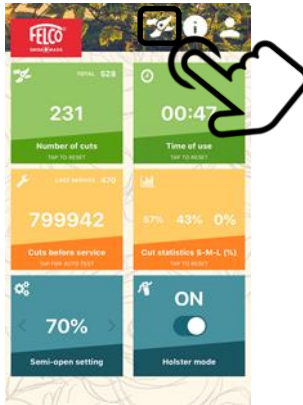 FELCO
SWISS MADE
TOTAL 528
231
Number of cuts
TAP TO RESET
00:47
Time of use
TAP TO RESET
LAST SERVICE 470
799942
Cuts before service
TAP FOR AUTO TEST
57% 43% 0%
Cut statistics S-M-L (%)
TAP TO RESET
70%
Semi-open setting
ON
Holster mode